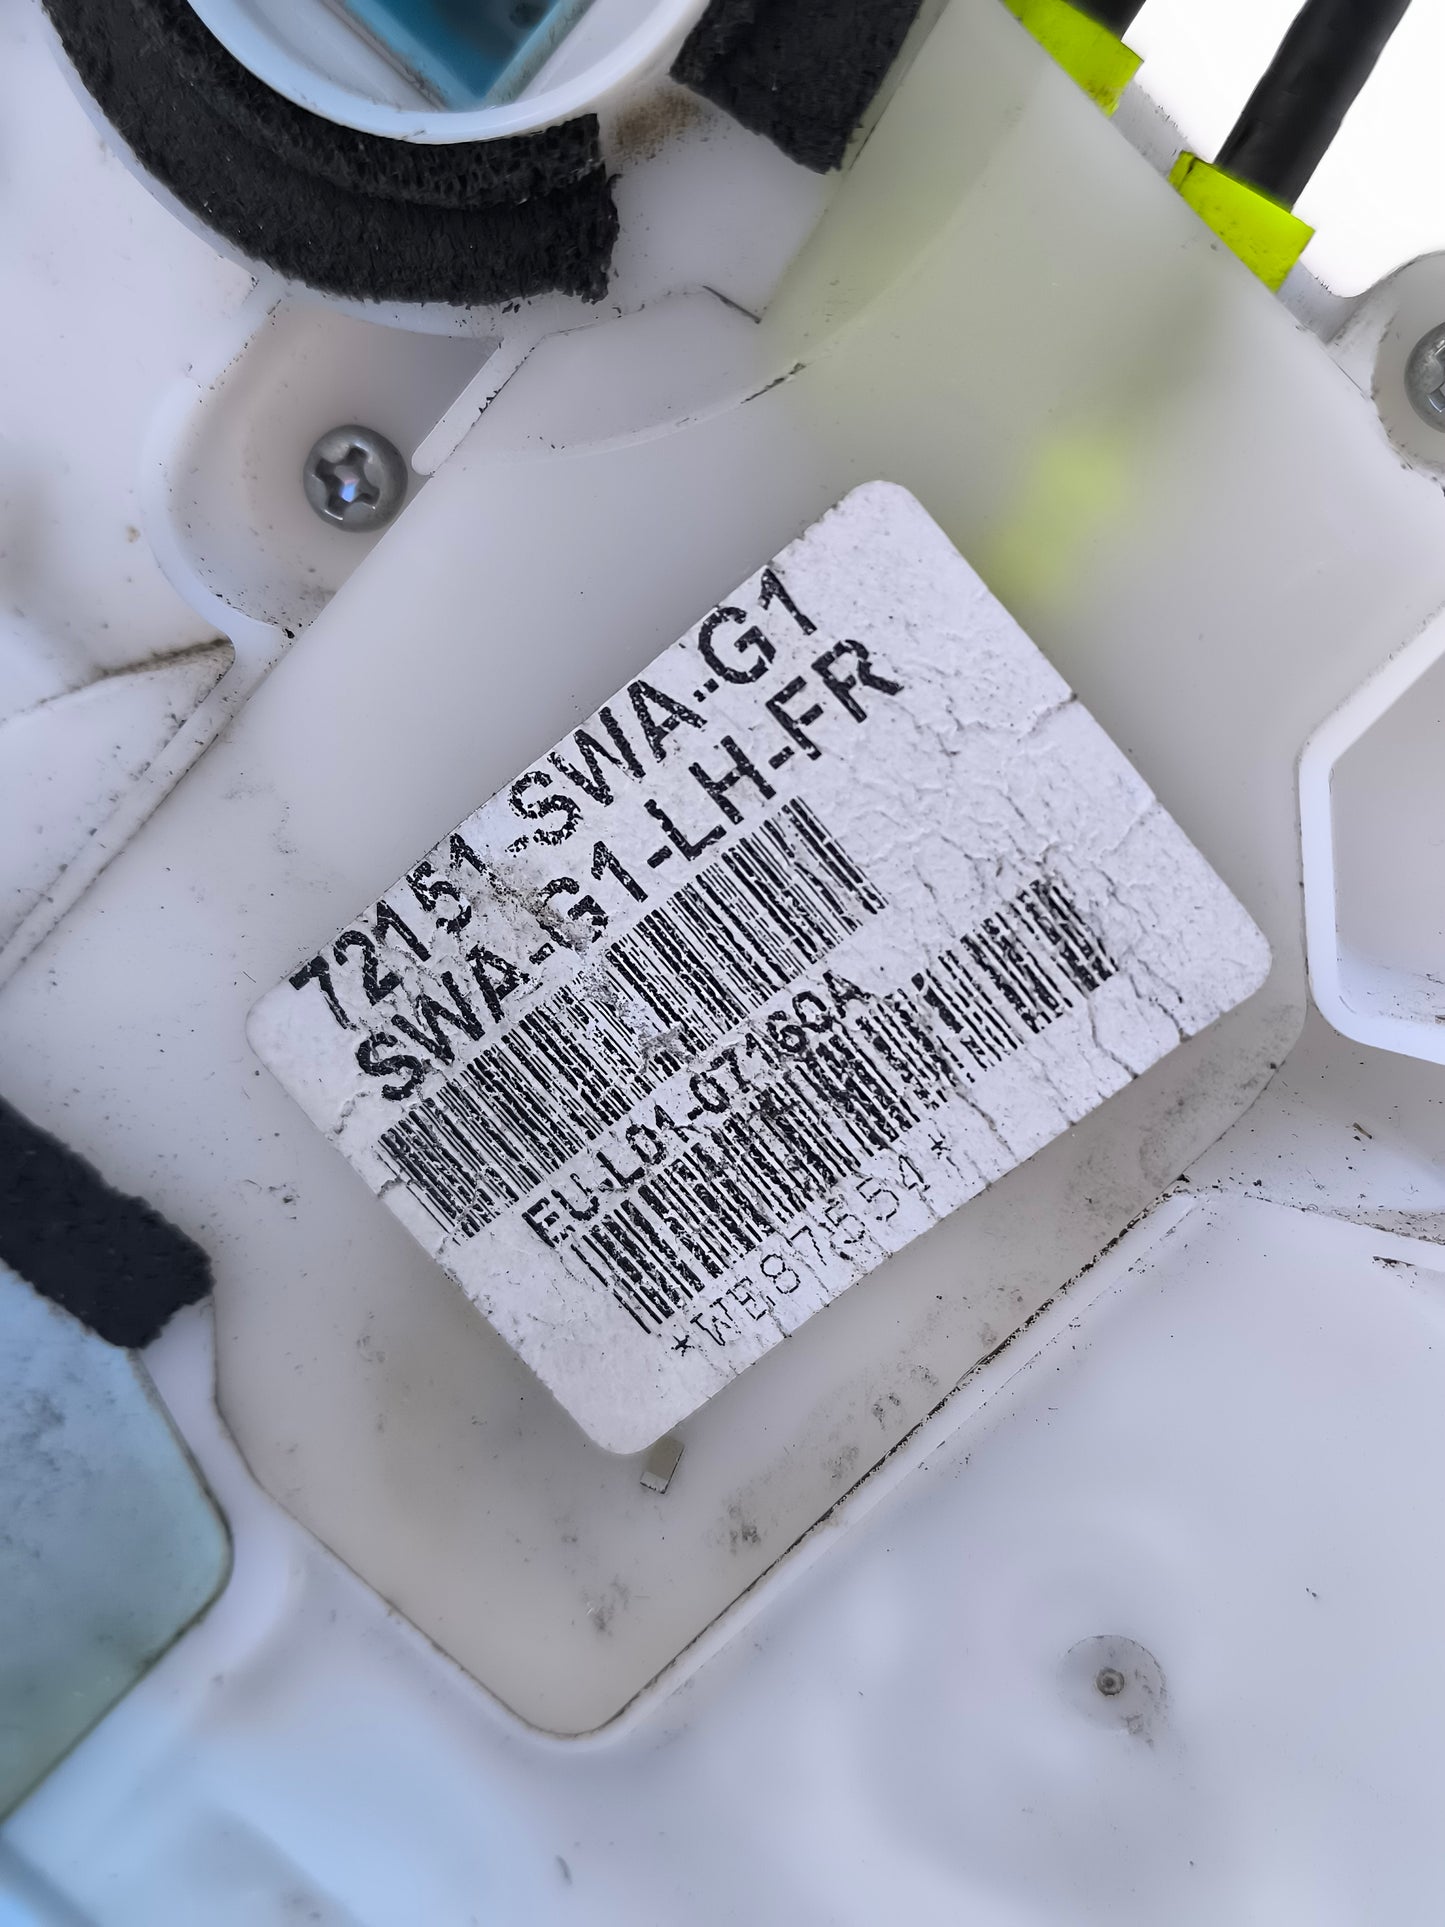 72151-SWA-G1
SWA-G1-LH-FR
EU-L01-07160A
*WE87554*